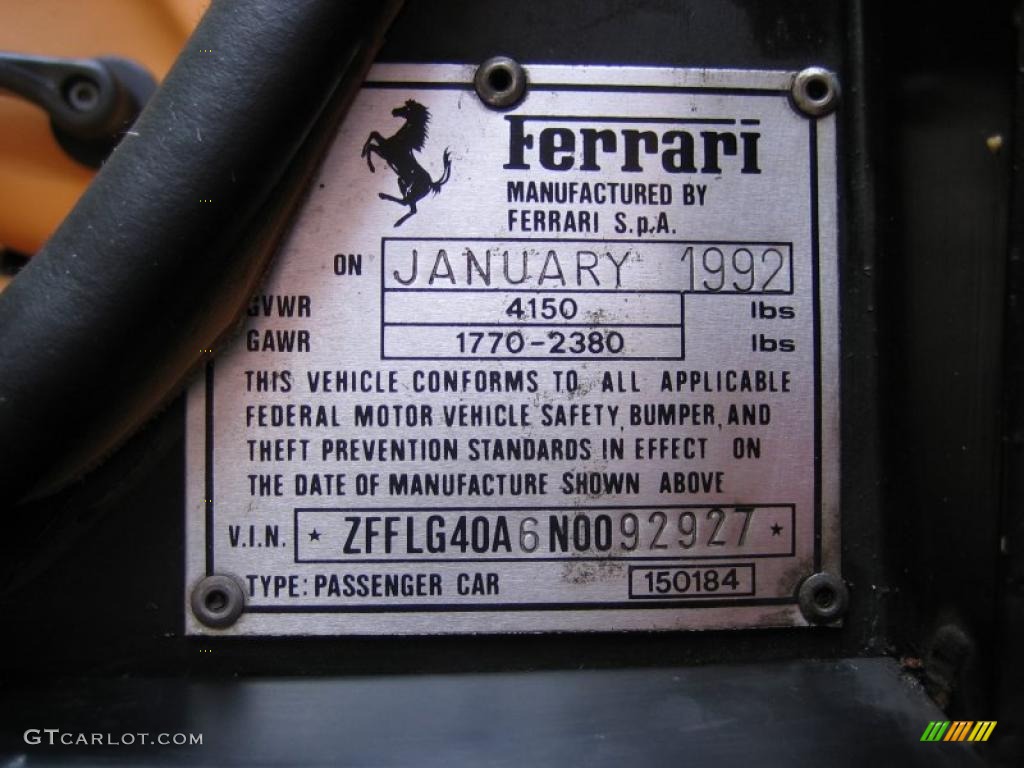 Ferrari
MANUFACTURED BY
FERRARI S.p.A.
ON JANUARY 1992
GVWR 4150 lbs
GAWR 1770-2380 lbs
THIS VEHICLE CONFORMS TO ALL APPLICABLE
FEDERAL MOTOR VEHICLE SAFETY, BUMPER, AND
THEFT PREVENTION STANDARDS IN EFFECT ON
THE DATE OF MANUFACTURE SHOWN ABOVE
V.I.N. * ZFFLG40A6N0092927 *
TYPE: PASSENGER CAR 150184
GTCARLOT.COM